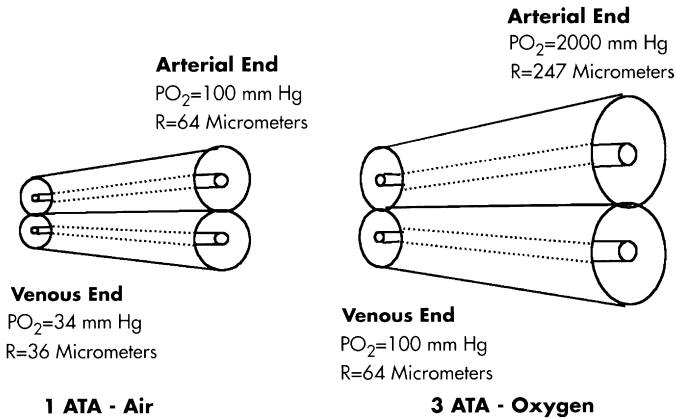 Arterial End
PO₂=100 mm Hg
R=64 Micrometers
Venous End
PO₂=34 mm Hg
R=36 Micrometers
1 ATA - Air
Arterial End
PO₂=2000 mm Hg
R=247 Micrometers
Venous End
PO₂=100 mm Hg
R=64 Micrometers
3 ATA - Oxygen